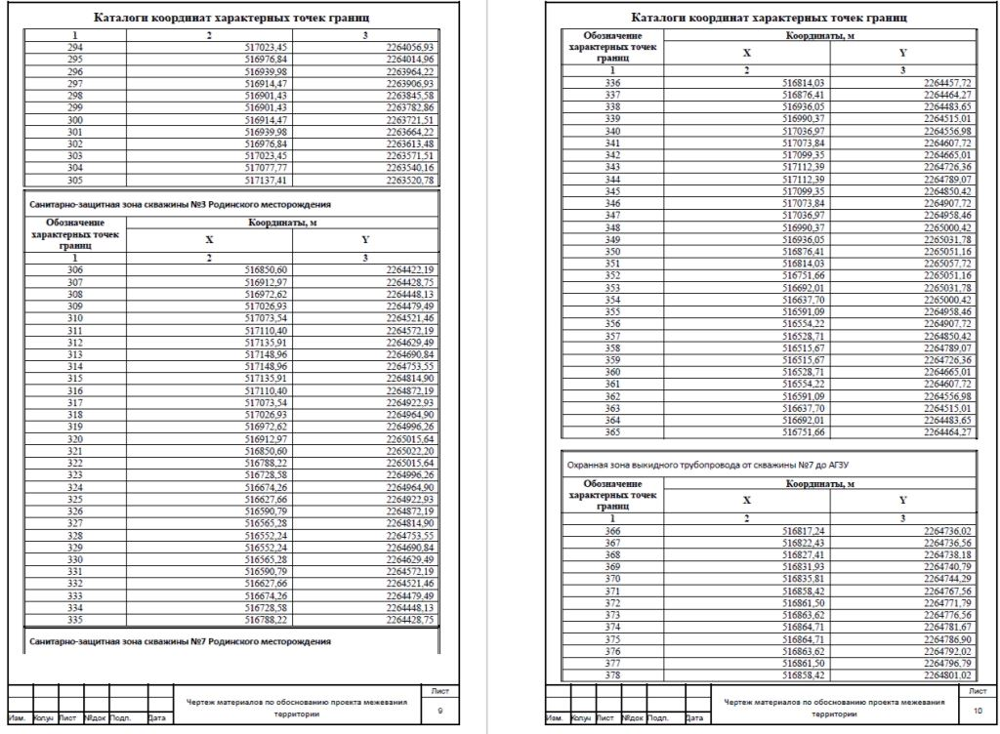 Каталоги координат характерных точек границ
1 2 3
294 517023,45 2264056,93
295 516976,84 2264014,96
296 516939,98 2263964,22
297 516914,47 2263906,93
298 516901,43 2263845,58
299 516901,43 2263782,86
300 516914,47 2263721,51
301 516939,98 2263664,22
302 516976,84 2263613,48
303 517023,45 2263571,51
304 517077,77 2263540,16
305 517137,41 2263520,78
Санитарно-защитная зона скважины №3 Родинского месторождения
Обозначение характерных точек границ Координаты, м
X Y
1 2 3
306 516850,60 2264422,19
307 516912,97 2264428,75
308 516972,62 2264448,13
309 517026,93 2264479,49
310 517073,54 2264521,46
311 517110,40 2264572,19
312 517135,91 2264629,49
313 517148,96 2264690,84
314 517148,96 2264753,55
315 517135,91 2264814,90
316 517110,40 2264872,19
317 517073,54 2264922,93
318 517026,93 2264964,90
319 516972,62 2264996,26
320 516912,97 2265015,64
321 516850,60 2265022,20
322 516788,22 2265015,64
323 516728,58 2264996,26
324 516674,26 2264964,90
325 516627,66 2264922,93
326 516590,79 2264872,19
327 516565,28 2264814,90
328 516552,24 2264753,55
329 516552,24 2264690,84
330 516565,28 2264629,49
331 516590,79 2264572,19
332 516627,66 2264521,46
333 516674,26 2264479,49
334 516728,58 2264448,13
335 516788,22 2264428,75
Санитарно-защитная зона скважины №7 Родинского месторождения
Чертеж материалов по обоснованию проекта межевания
территории
Лист
9
Изм. Кол.уч Лист №док Подп. Дата
Каталоги координат характерных точек границ
Обозначение характерных точек границ Координаты, м
X Y
1 2 3
336 516814,03 2264457,72
337 516876,41 2264464,27
338 516936,05 2264483,65
339 516990,37 2264515,01
340 517036,97 2264556,98
341 517073,84 2264607,72
342 517099,35 2264665,01
343 517112,39 2264726,36
344 517112,39 2264789,07
345 517099,35 2264850,42
346 517073,84 2264907,72
347 517036,97 2264958,46
348 516990,37 2265000,42
349 516936,05 2265031,78
350 516876,41 2265051,16
351 516814,03 2265057,72
352 516751,66 2265051,16
353 516692,01 2265031,78
354 516637,70 2265000,42
355 516591,09 2264958,46
356 516554,22 2264907,72
357 516528,71 2264850,42
358 516515,67 2264789,07
359 516515,67 2264726,36
360 516528,71 2264665,01
361 516554,22 2264607,72
362 516591,09 2264556,98
363 516637,70 2264515,01
364 516692,01 2264483,65
365 516751,66 2264464,27
Охранная зона выкидного трубопровода от скважины №7 до АГЗУ
Обозначение характерных точек границ Координаты, м
X Y
1 2 3
366 516817,24 2264736,02
367 516822,43 2264736,56
368 516827,41 2264738,18
369 516831,93 2264740,79
370 516835,81 2264744,29
371 516858,42 2264767,56
372 516861,50 2264771,79
373 516863,62 2264776,56
374 516864,71 2264781,67
375 516864,71 2264786,90
376 516863,62 2264792,02
377 516861,50 2264796,79
378 516858,42 2264801,02
Чертеж материалов по обоснованию проекта межевания
территории
Лист
10
Изм. Кол.уч Лист №док Подп. Дата